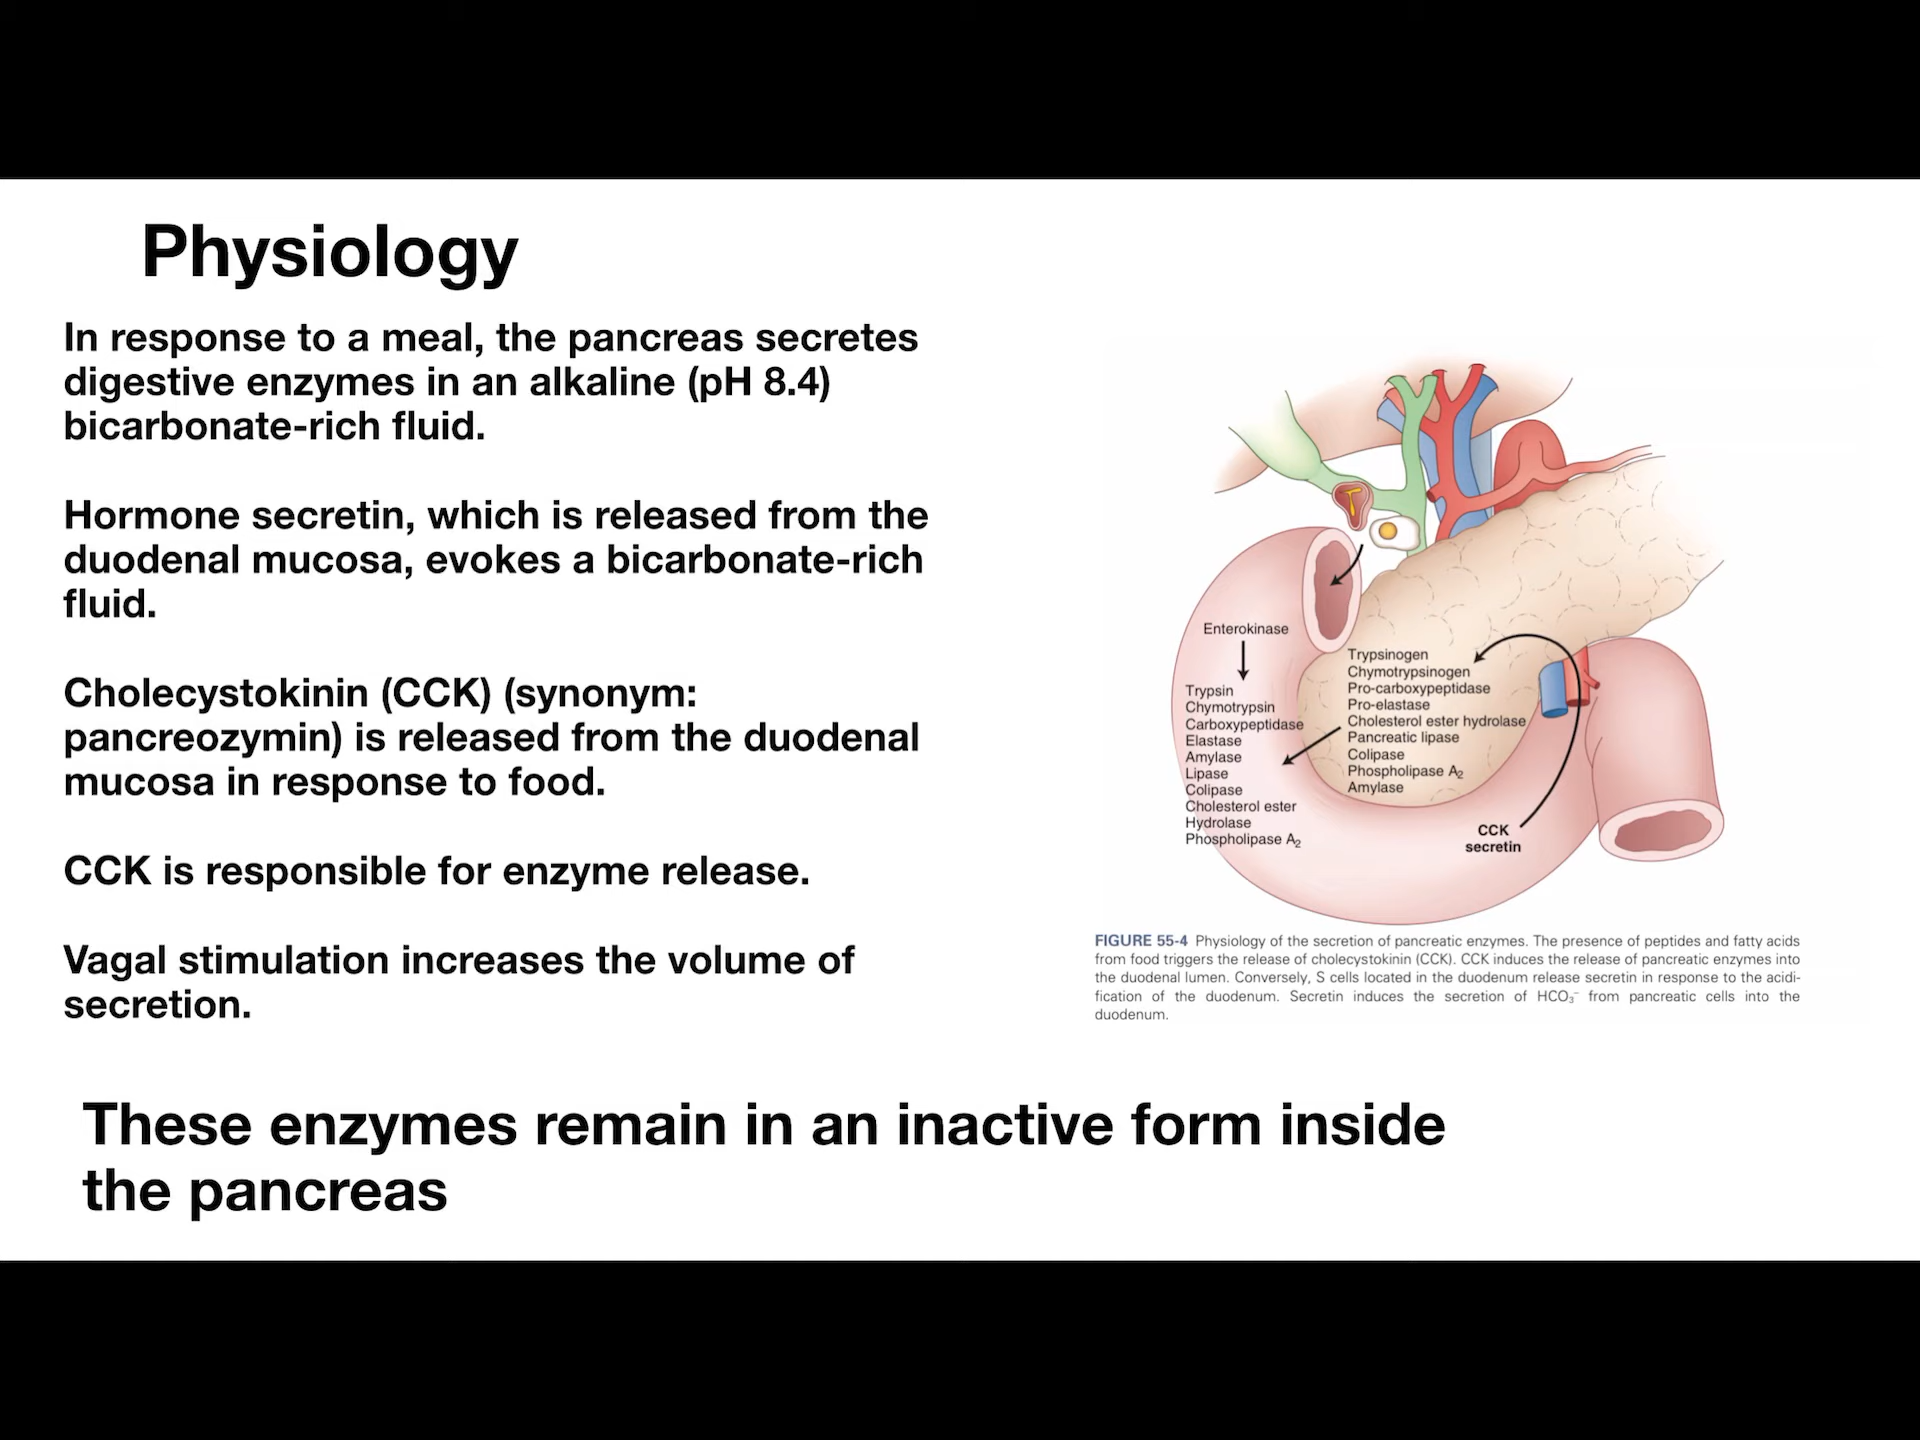 Physiology
In response to a meal, the pancreas secretes
digestive enzymes in an alkaline (pH 8.4)
bicarbonate-rich fluid.
Hormone secretin, which is released from the
duodenal mucosa, evokes a bicarbonate-rich
fluid.
Cholecystokinin (CCK) (synonym:
pancreozymin) is released from the duodenal
mucosa in response to food.
CCK is responsible for enzyme release.
Vagal stimulation increases the volume of
secretion.
Enterokinase
Trypsin
Chymotrypsin
Carboxypeptidase
Elastase
Amylase
Lipase
Colipase
Cholesterol ester
Hydrolase
Phospholipase A₂
Trypsinogen
Chymotrypsinogen
Pro-carboxypeptidase
Pro-elastase
Cholesterol ester hydrolase
Pancreatic lipase
Colipase
Phospholipase A₂
Amylase
CCK
secretin
FIGURE 55-4 Physiology of the secretion of pancreatic enzymes. The presence of peptides and fatty acids
from food triggers the release of cholecystokinin (CCK). CCK induces the release of pancreatic enzymes into
the duodenal lumen. Conversely, S cells located in the duodenum release secretin in response to the acidi-
fication of the duodenum. Secretin induces the secretion of HCO₃⁻ from pancreatic cells into the
duodenum.
These enzymes remain in an inactive form inside
the pancreas